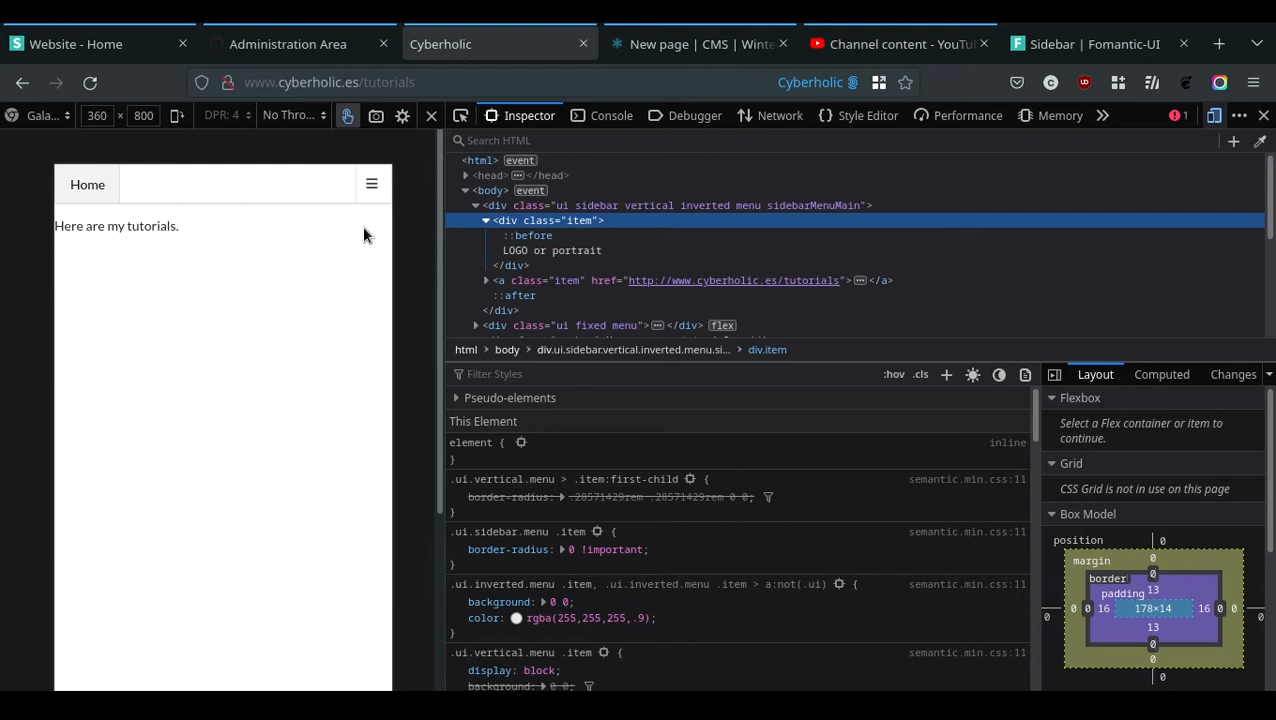 Website - Home
Administration Area
Cyberholic
New page | CMS | Winte
Channel content - YouTu
Sidebar | Fomantic-UI
www.cyberholic.es/tutorials
Cyberholic
Gala...
360 × 800
DPR: 4
No Thro...
Inspector
Console
Debugger
Network
Style Editor
Performance
Memory
1
Search HTML
<html> event
<head> ... </head>
<body> event
<div class="ui sidebar vertical inverted menu sidebarMenuMain">
<div class="item">
::before
LOGO or portrait
</div>
<a class="item" href="http://www.cyberholic.es/tutorials"> ... </a>
::after
</div>
<div class="ui fixed menu"> ... </div> flex
html
body
div.ui.sidebar.vertical.inverted.menu.si...
div.item
Home
Here are my tutorials.
Filter Styles
:hov .cls
Pseudo-elements
This Element
element { inline
}
.ui.vertical.menu > .item:first-child { semantic.min.css:11
border-radius: .28571429rem .28571429rem 0 0;
}
.ui.sidebar.menu .item { semantic.min.css:11
border-radius: 0 !important;
}
.ui.inverted.menu .item, .ui.inverted.menu .item > a:not(.ui) { semantic.min.css:11
background: 0 0;
color: rgba(255,255,255,.9);
}
.ui.vertical.menu .item { semantic.min.css:11
display: block;
background: 0 0;
Layout
Computed
Changes
Flexbox
Select a Flex container or item to
continue.
Grid
CSS Grid is not in use on this page
Box Model
position 0
margin 0
border 0
padding 13
0 0 0 16 178×14 16 0 0 0
13
0
0
0